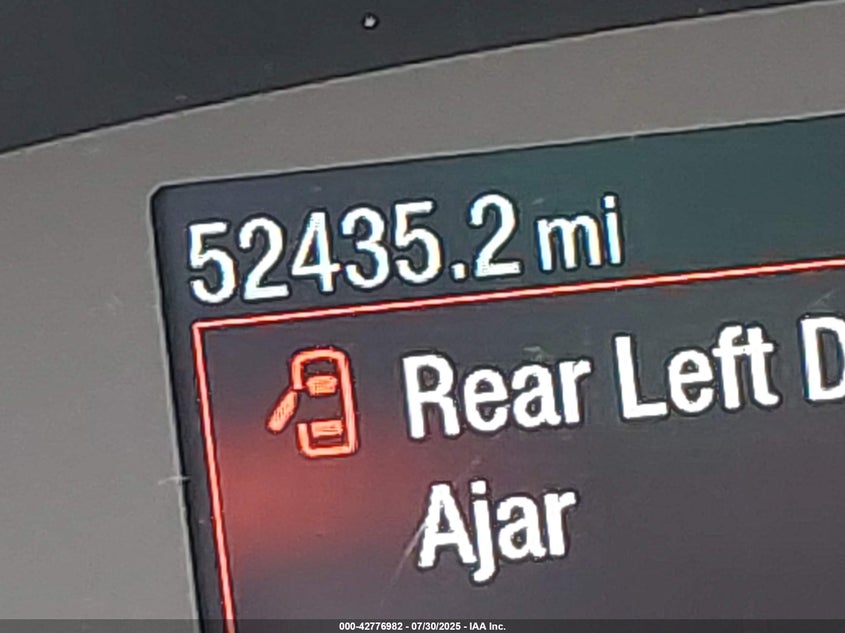 52435.2 mi
Rear Left D
Ajar
000-42776982 - 07/30/2025 - IAA Inc.